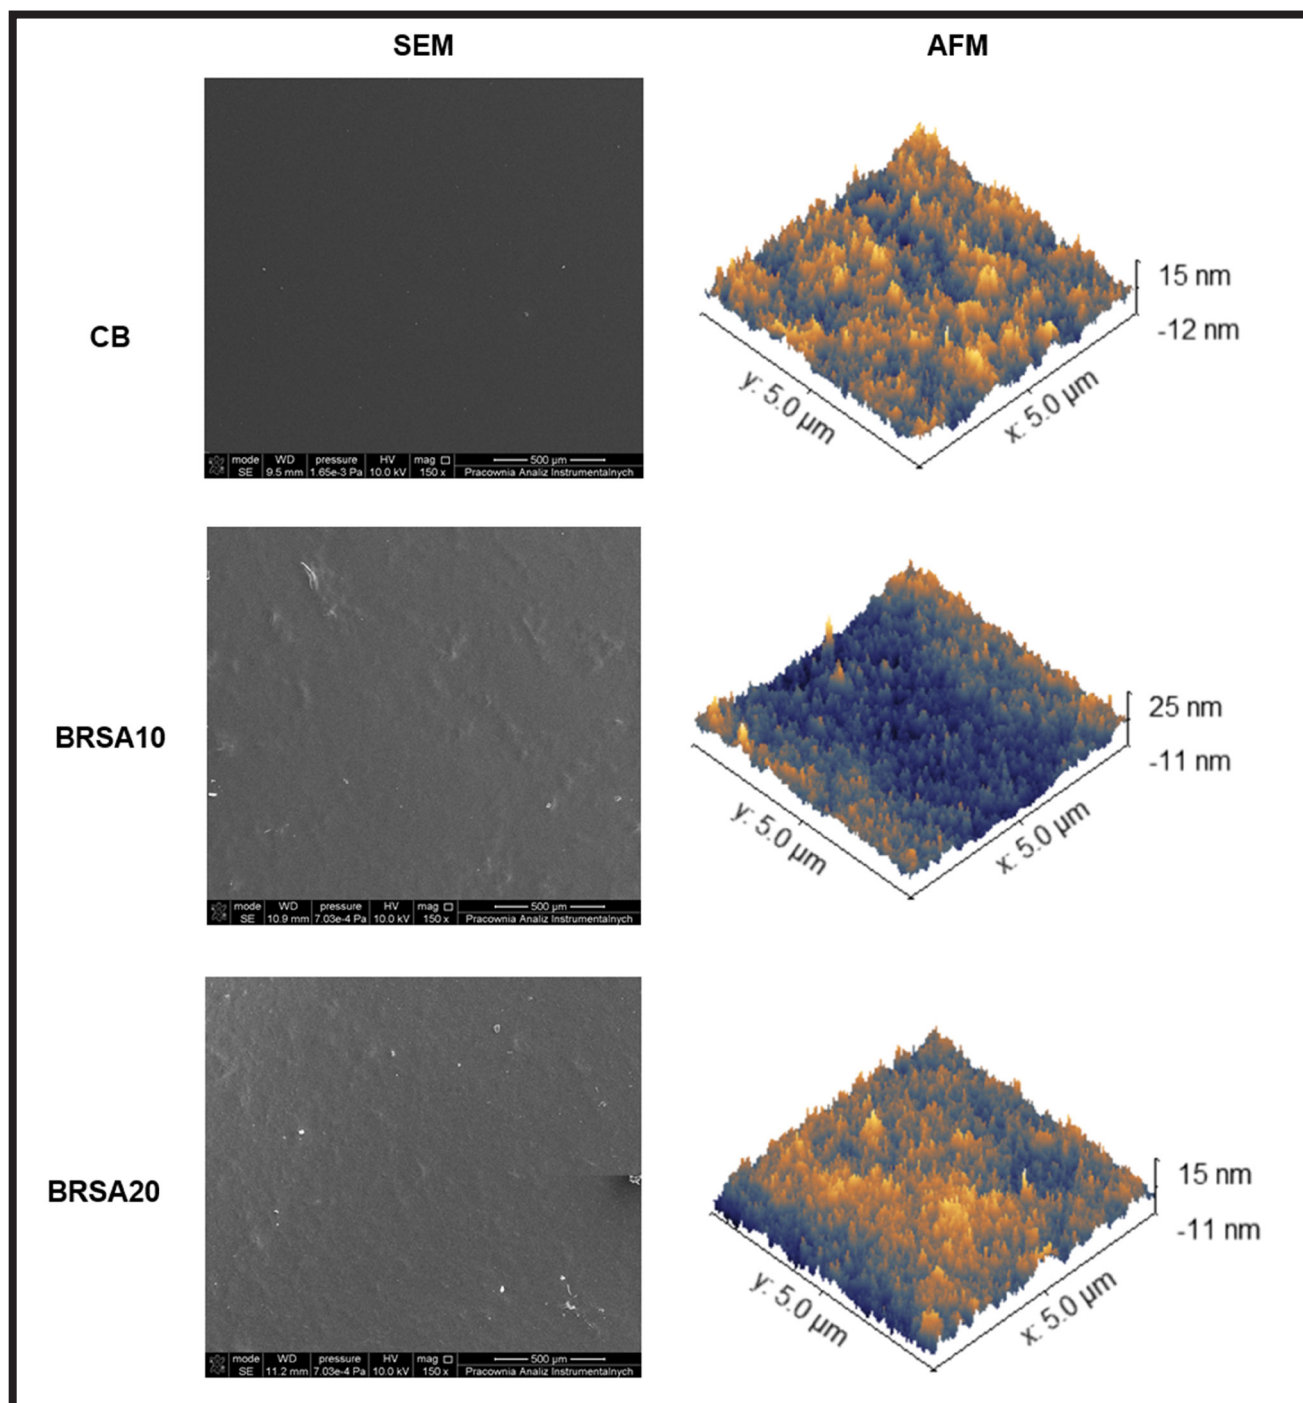 SEM AFM
CB
mode WD pressure HV mag 500 µm
SE 9.5 mm 1.65e-3 Pa 10.0 kV 150 x Pracownia Analiz Instrumentalnych
15 nm
-12 nm
y: 5.0 µm
x: 5.0 µm
BRSA10
mode WD pressure HV mag 500 µm
SE 10.9 mm 7.03e-4 Pa 10.0 kV 150 x Pracownia Analiz Instrumentalnych
25 nm
-11 nm
y: 5.0 µm
x: 5.0 µm
BRSA20
mode WD pressure HV mag 500 µm
SE 11.2 mm 7.03e-4 Pa 10.0 kV 150 x Pracownia Analiz Instrumentalnych
15 nm
-11 nm
y: 5.0 µm
x: 5.0 µm